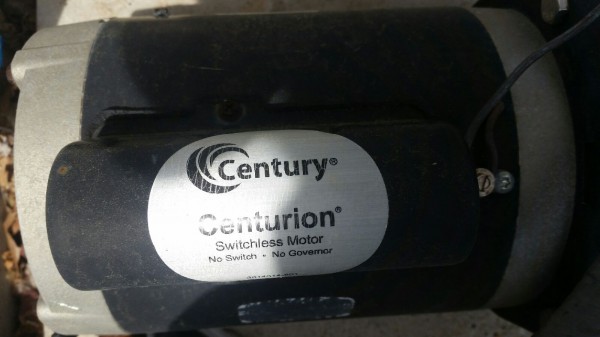 Century®
Centurion®
Switchless Motor
No Switch • No Governor